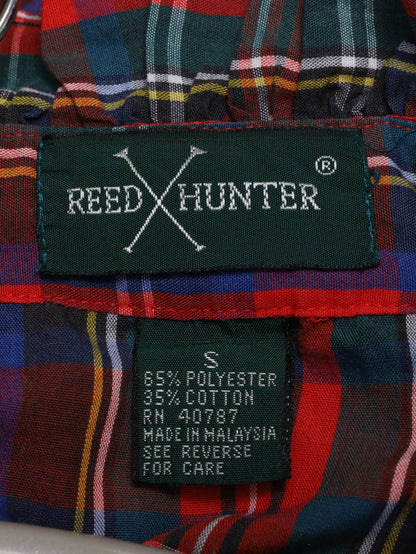 REED HUNTER ®
S
65% POLYESTER
35% COTTON
RN 40787
MADE IN MALAYSIA
SEE REVERSE
FOR CARE